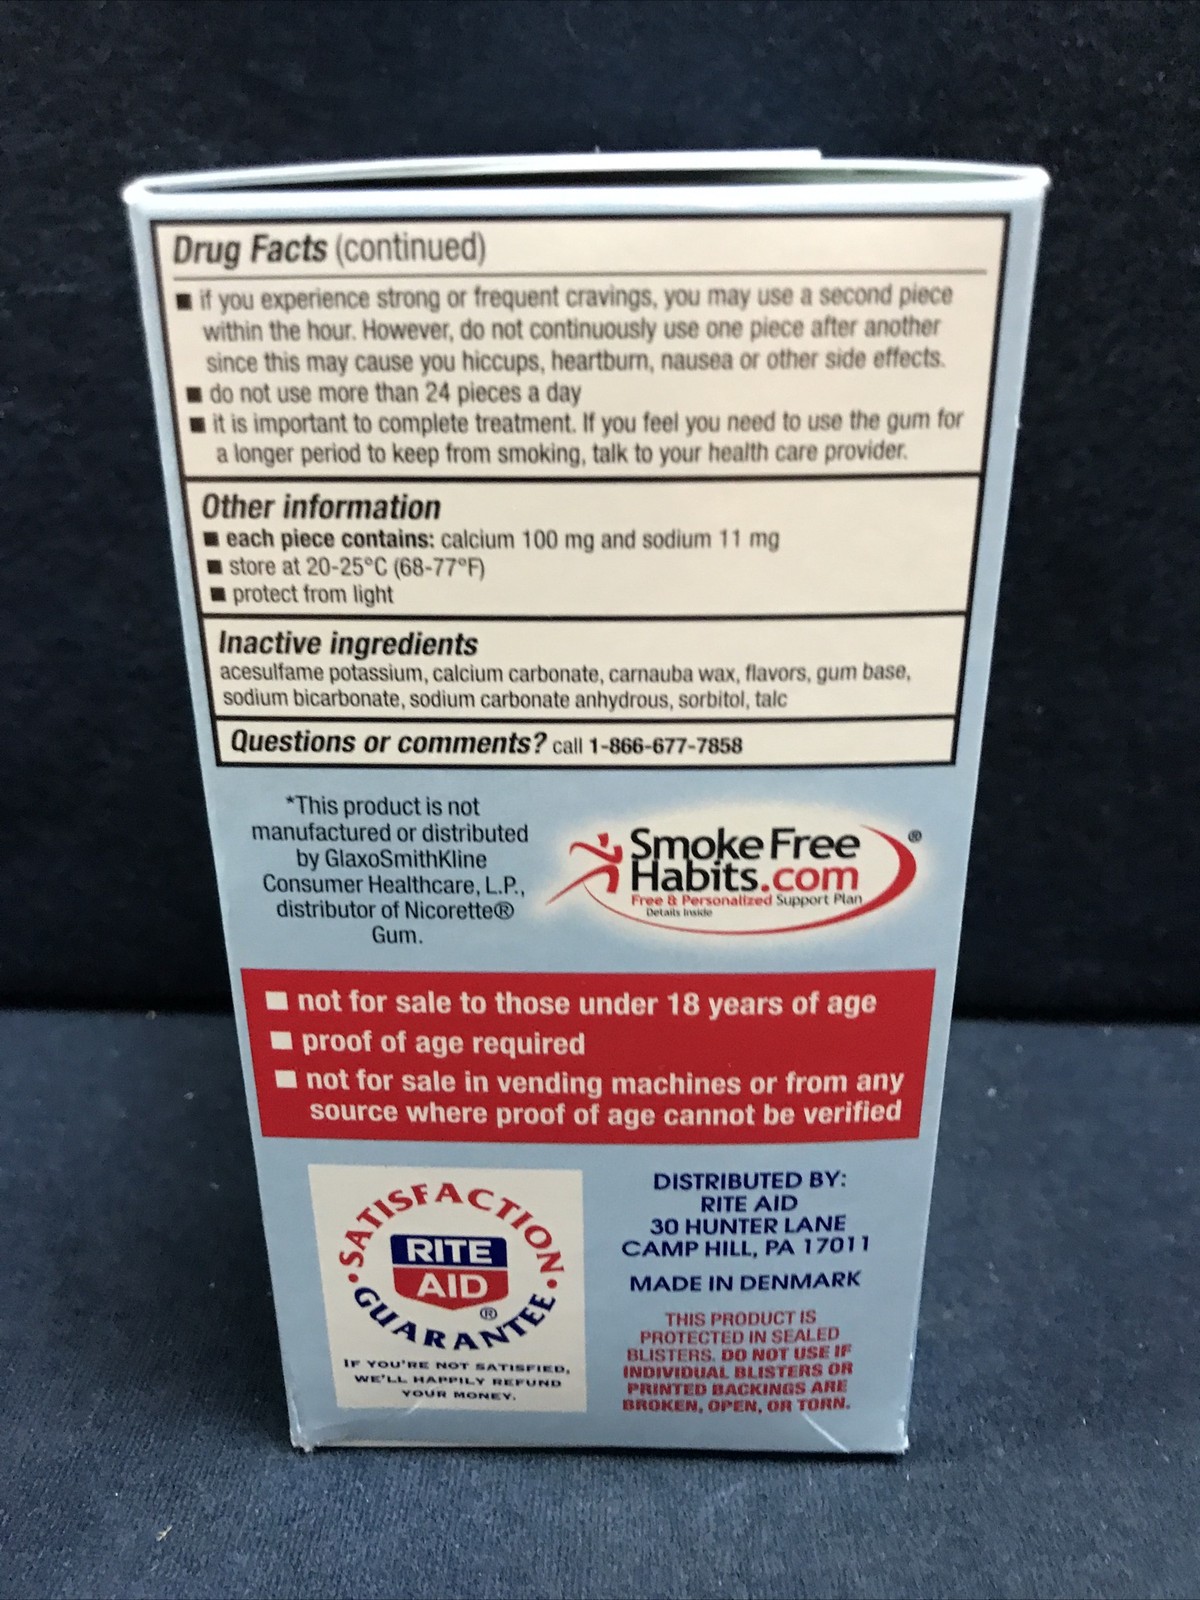 Drug Facts (continued)
■ if you experience strong or frequent cravings, you may use a second piece
within the hour. However, do not continuously use one piece after another
since this may cause you hiccups, heartburn, nausea or other side effects.
■ do not use more than 24 pieces a day
■ it is important to complete treatment. If you feel you need to use the gum for
a longer period to keep from smoking, talk to your health care provider.
Other information
■ each piece contains: calcium 100 mg and sodium 11 mg
■ store at 20-25°C (68-77°F)
■ protect from light
Inactive ingredients
acesulfame potassium, calcium carbonate, carnauba wax, flavors, gum base,
sodium bicarbonate, sodium carbonate anhydrous, sorbitol, talc
Questions or comments? call 1-866-677-7858
*This product is not
manufactured or distributed
by GlaxoSmithKline
Consumer Healthcare, L.P.,
distributor of Nicorette®
Gum.
Smoke Free ®
Habits.com
Free & Personalized Support Plan
Details Inside
■ not for sale to those under 18 years of age
■ proof of age required
■ not for sale in vending machines or from any
source where proof of age cannot be verified
• SATISFACTION •
RITE
AID ®
GUARANTEE
IF YOU'RE NOT SATISFIED,
WE'LL HAPPILY REFUND
YOUR MONEY.
DISTRIBUTED BY:
RITE AID
30 HUNTER LANE
CAMP HILL, PA 17011
MADE IN DENMARK
THIS PRODUCT IS
PROTECTED IN SEALED
BLISTERS. DO NOT USE IF
INDIVIDUAL BLISTERS OR
PRINTED BACKINGS ARE
BROKEN, OPEN, OR TORN.